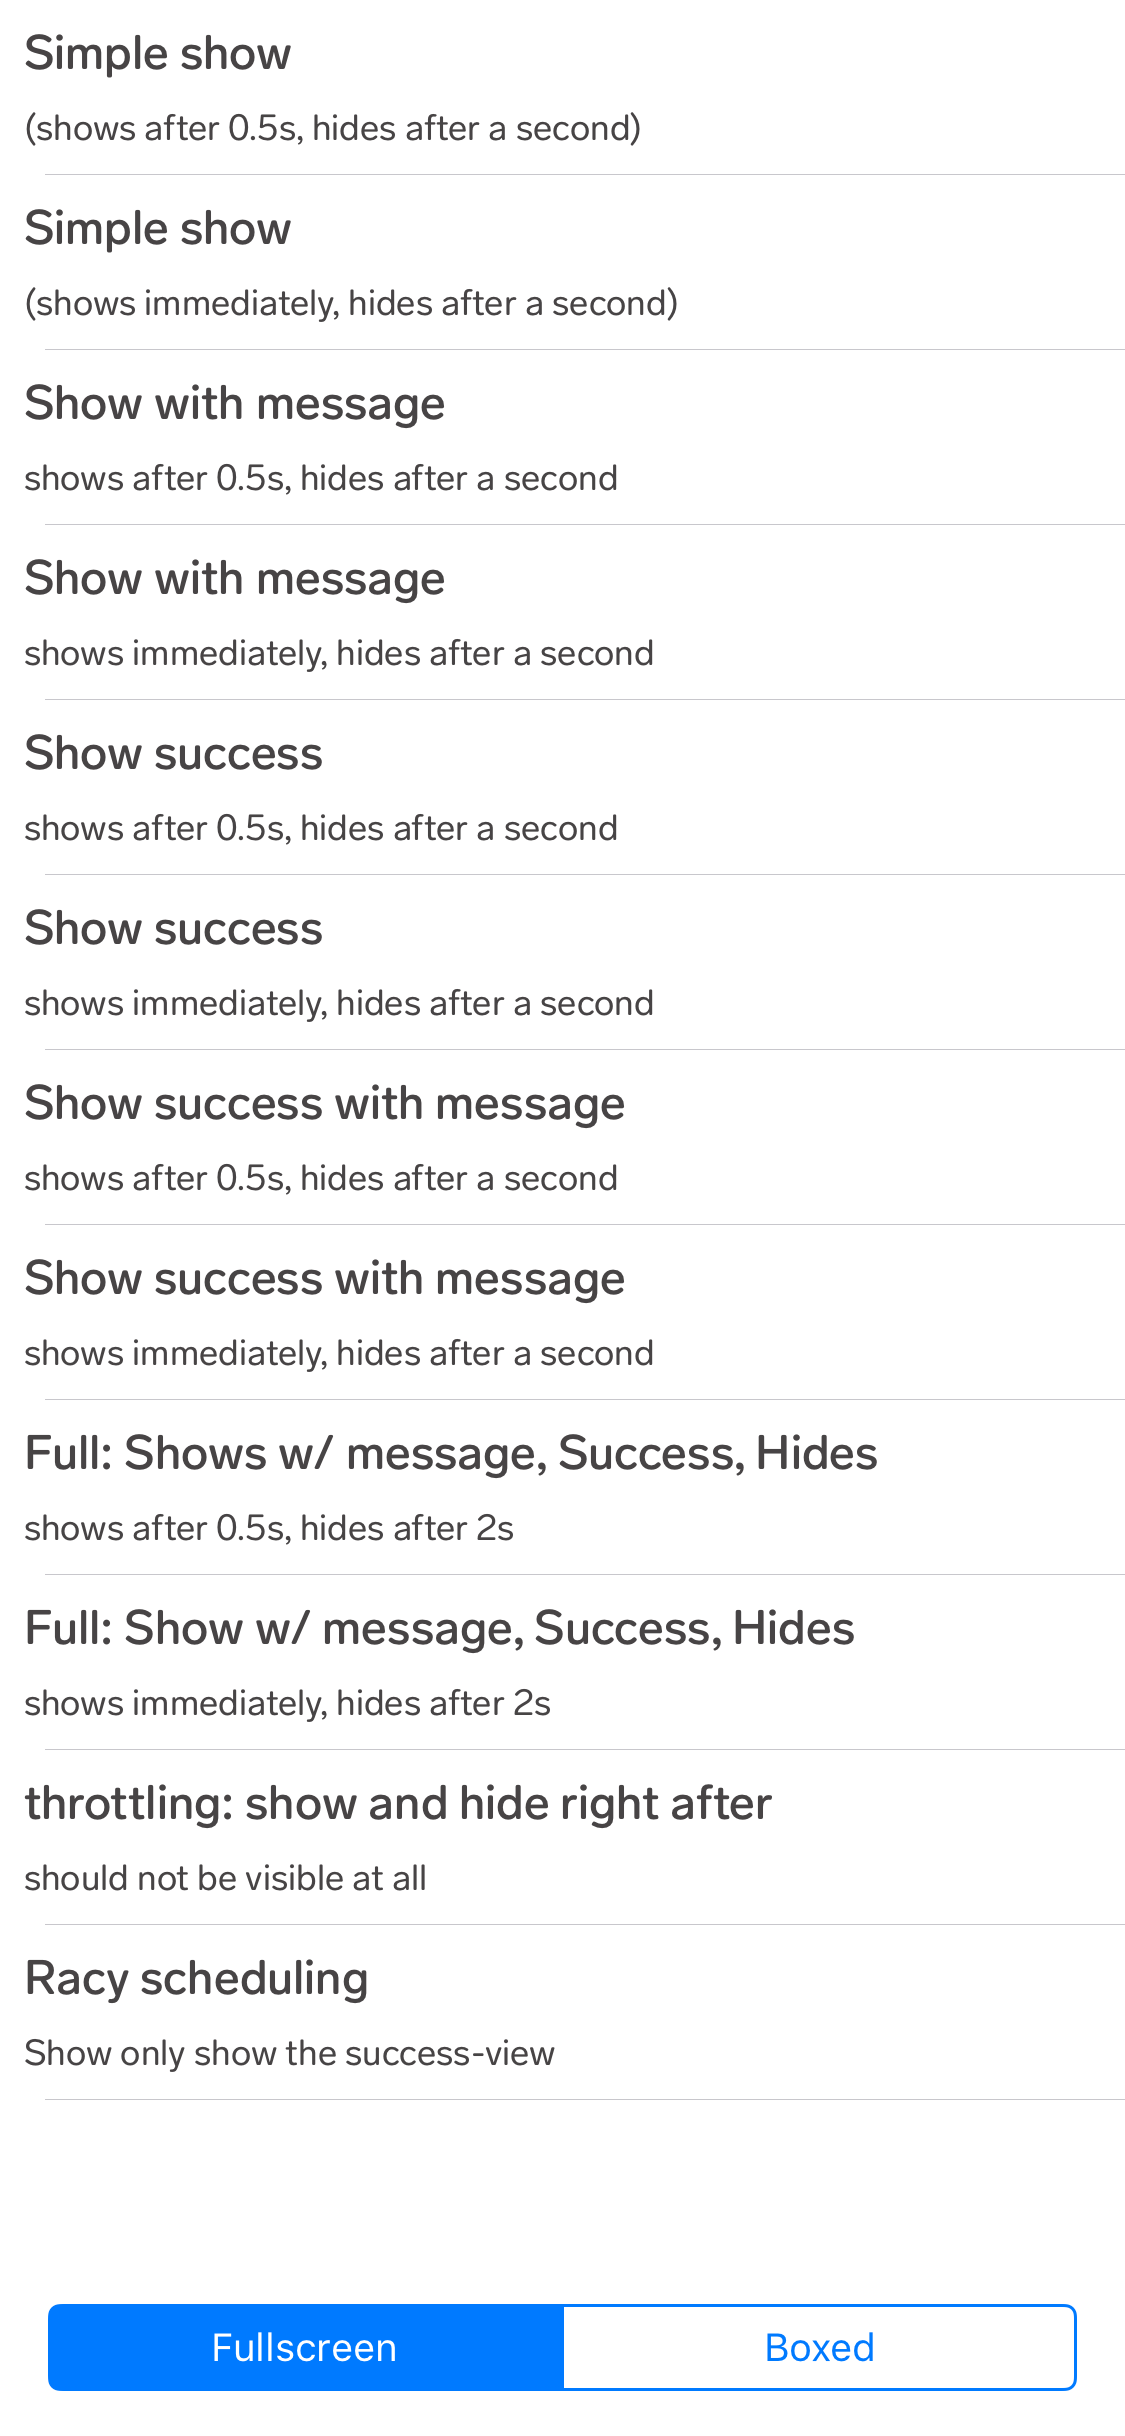 Simple show
(shows after 0.5s, hides after a second)
Simple show
(shows immediately, hides after a second)
Show with message
shows after 0.5s, hides after a second
Show with message
shows immediately, hides after a second
Show success
shows after 0.5s, hides after a second
Show success
shows immediately, hides after a second
Show success with message
shows after 0.5s, hides after a second
Show success with message
shows immediately, hides after a second
Full: Shows w/ message, Success, Hides
shows after 0.5s, hides after 2s
Full: Show w/ message, Success, Hides
shows immediately, hides after 2s
throttling: show and hide right after
should not be visible at all
Racy scheduling
Show only show the success-view
Fullscreen
Boxed